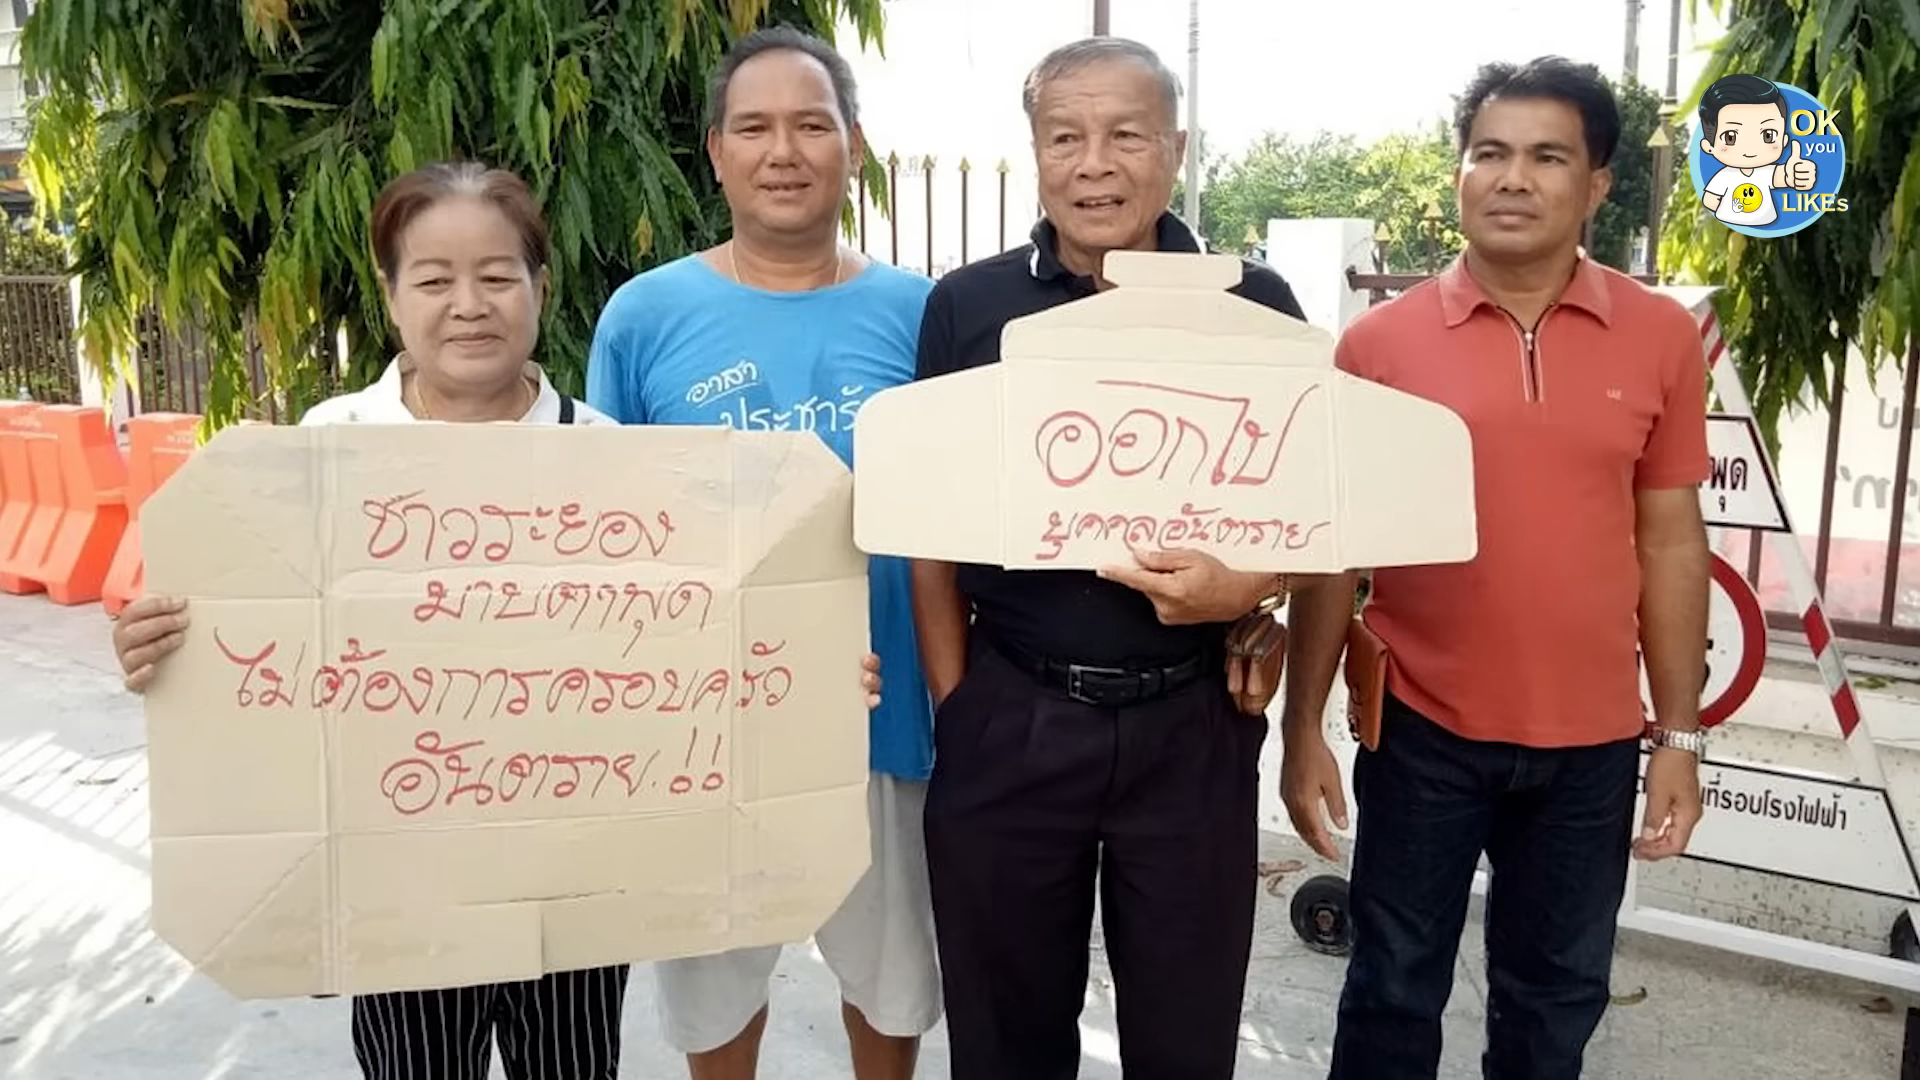 OK
you
LIKEs
อาสา
ประชารั
ออกไป
บุคคลอันตราย
ชาวระยอง
มาบตาพุด
ไม่ต้องการครอบครัว
อันตราย.!!
พุด
ที่รอบโรงไฟฟ้า